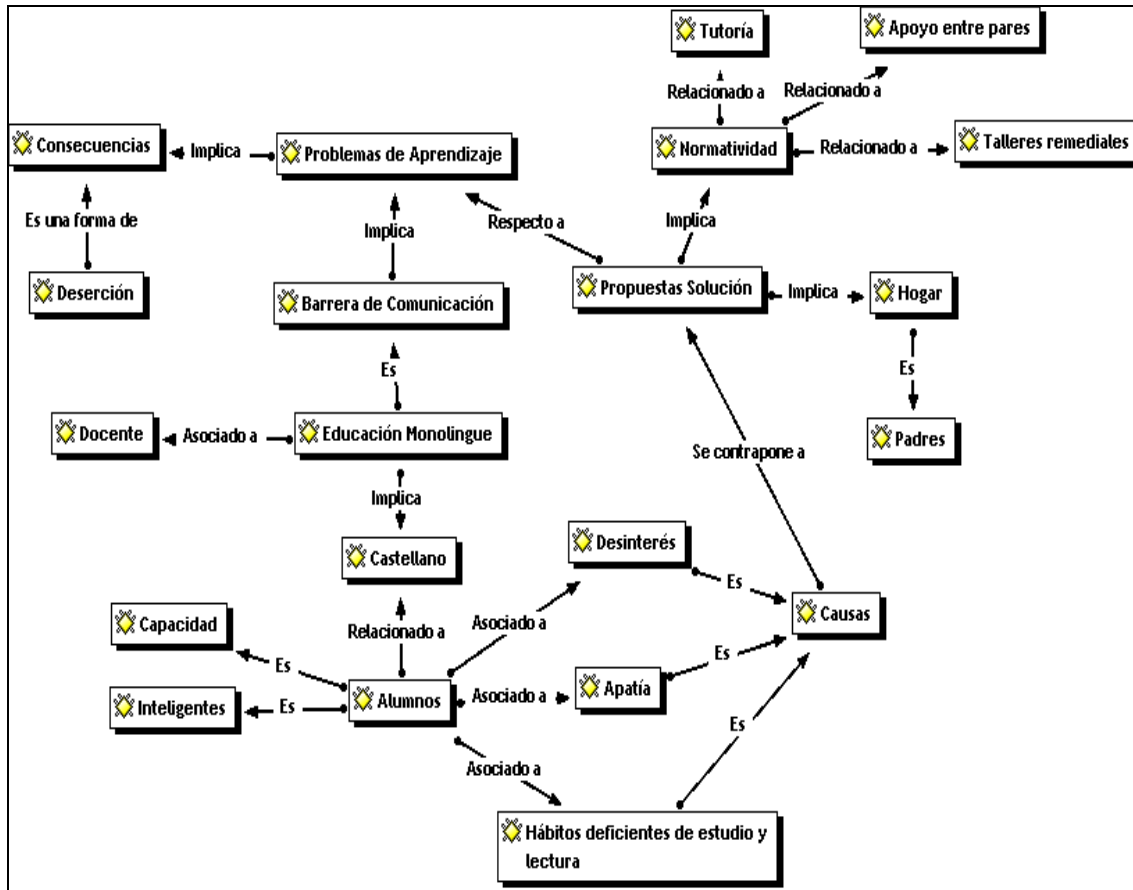 Tutoría
Apoyo entre pares
Relacionado a
Relacionado a
Consecuencias
Implica
Problemas de Aprendizaje
Normatividad
Relacionado a
Talleres remediales
Es una forma de
Implica
Respecto a
Implica
Deserción
Barrera de Comunicación
Propuestas Solución
Implica
Hogar
Es
Es
Docente
Asociado a
Educación Monolingue
Padres
Se contrapone a
Implica
Castellano
Desinterés
Es
Capacidad
Relacionado a
Asociado a
Causas
Es
Es
Inteligentes
Es
Alumnos
Asociado a
Apatía
Es
Asociado a
Hábitos deficientes de estudio y
lectura